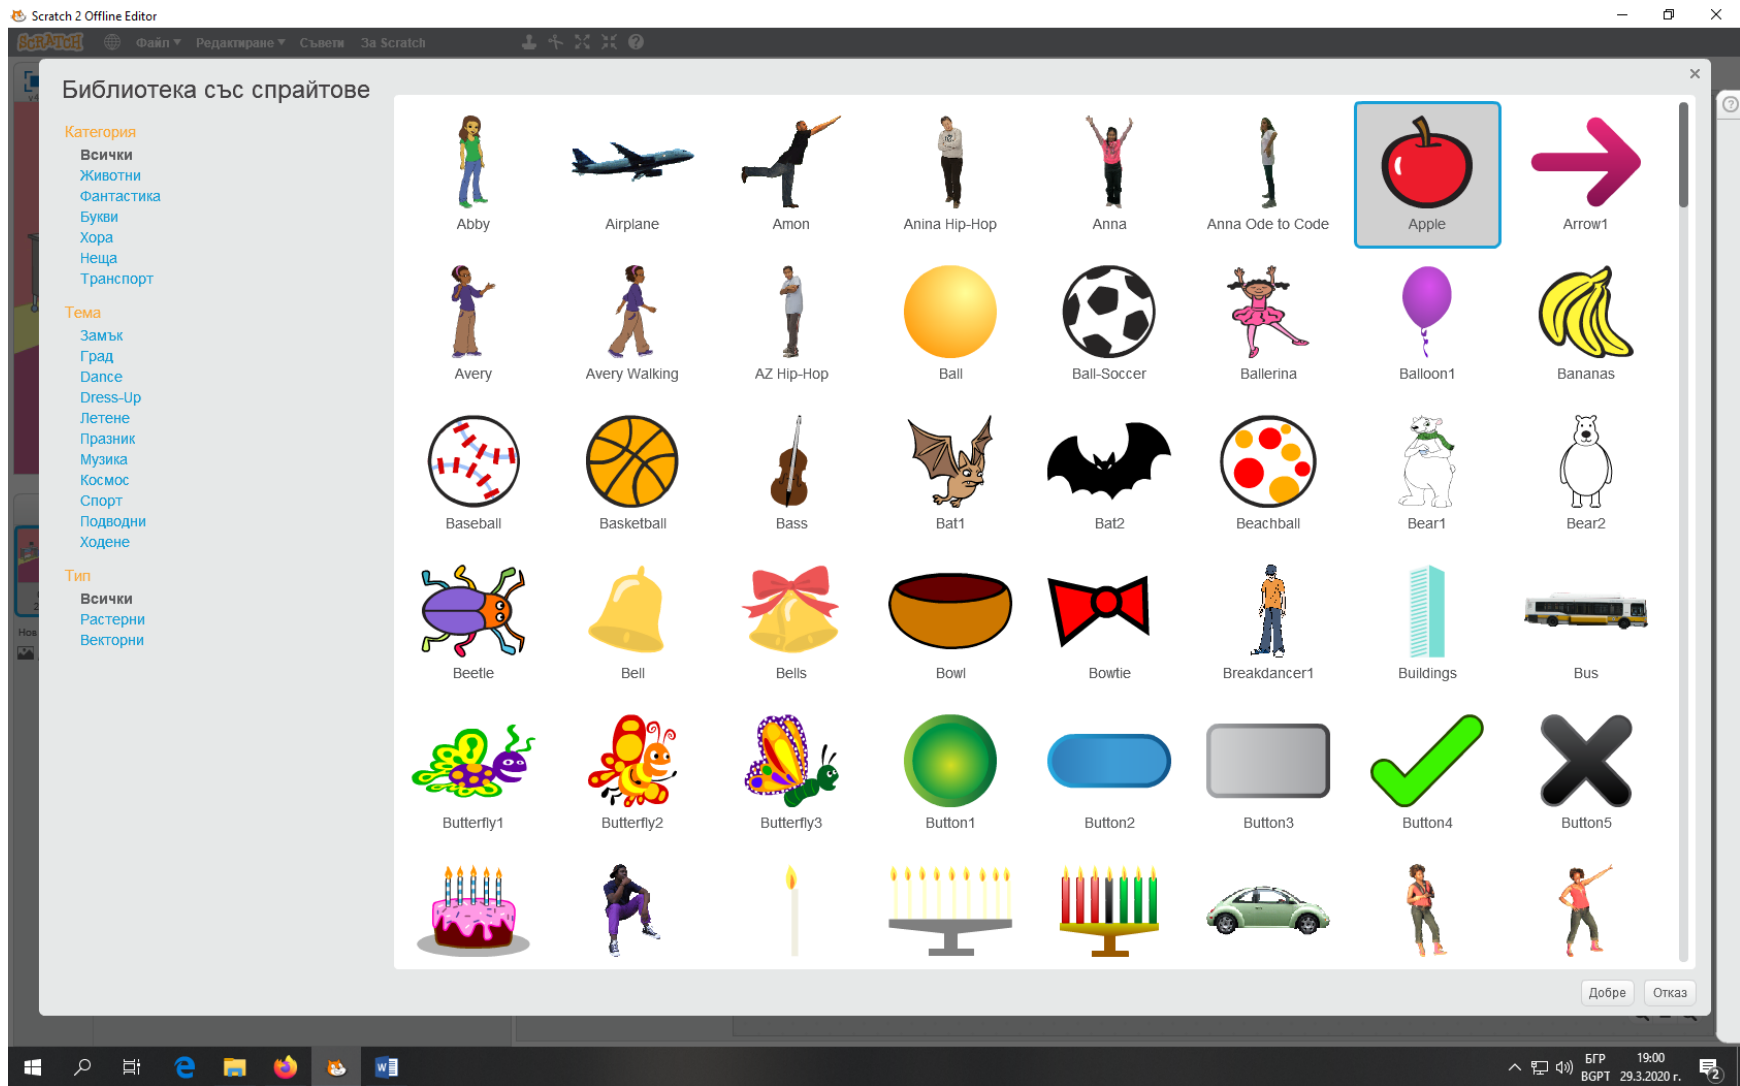 Scratch 2 Offline Editor
SCRATCH Файл Редактиране Съвети За Scratch
Библиотека със спрайтове
Категория
Всички
Животни
Фантастика
Букви
Хора
Неща
Транспорт
Тема
Замък
Град
Dance
Dress-Up
Летене
Празник
Музика
Космос
Спорт
Подводни
Ходене
Тип
Всички
Растерни
Векторни
Abby Airplane Amon Anina Hip-Hop Anna Anna Ode to Code Apple Arrow1
Avery Avery Walking AZ Hip-Hop Ball Ball-Soccer Ballerina Balloon1 Bananas
Baseball Basketball Bass Bat1 Bat2 Beachball Bear1 Bear2
Beetle Bell Bells Bowl Bowtie Breakdancer1 Buildings Bus
Butterfly1 Butterfly2 Butterfly3 Button1 Button2 Button3 Button4 Button5
Добре Отказ
Нов
БГР 19:00
BGPT 29.3.2020 г.
2